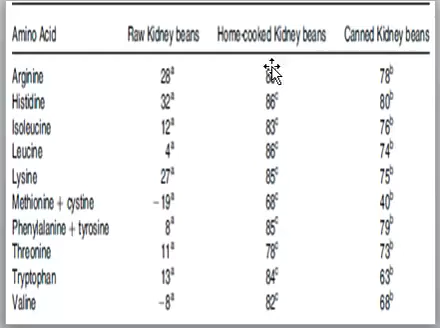 Amino Acid Raw Kidney beans Home-cooked Kidney beans Canned Kidney beans
Arginine 28ᵃ 78ᵇ
Histidine 32ᵃ 86ᶜ 80ᵇ
Isoleucine 12ᵃ 83ᶜ 76ᵇ
Leucine 4ᵃ 86ᶜ 74ᵇ
Lysine 27ᵃ 85ᶜ 75ᵇ
Methionine + cystine −19ᵃ 68ᶜ 40ᵇ
Phenylalanine + tyrosine 8ᵃ 85ᶜ 79ᵇ
Threonine 11ᵃ 78ᶜ 73ᵇ
Tryptophan 13ᵃ 84ᶜ 63ᵇ
Valine −8ᵃ 82ᶜ 68ᵇ